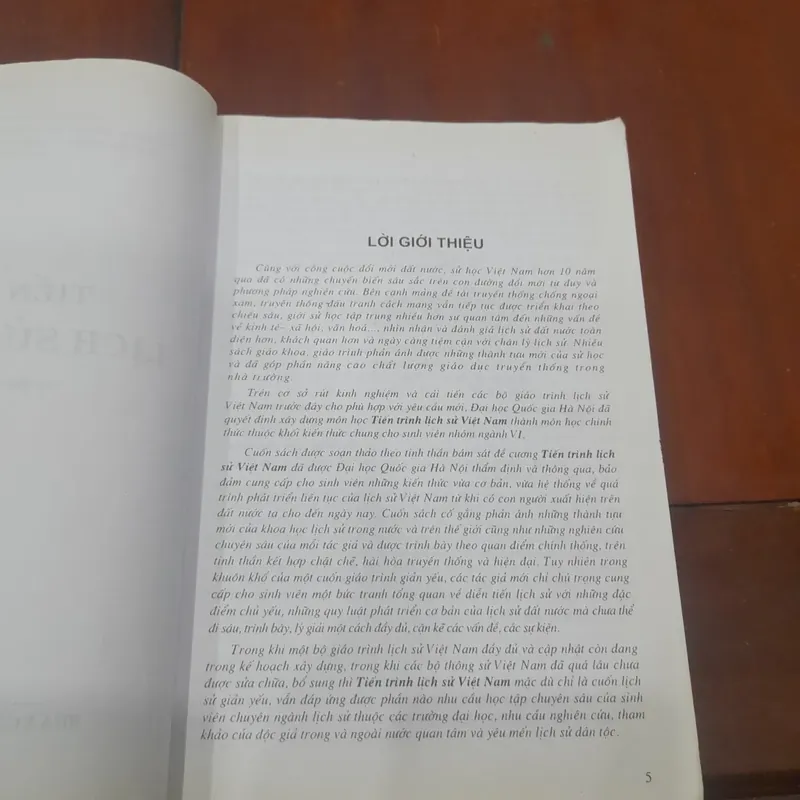 TIẾN
LỊCH SỬ
LỜI GIỚI THIỆU
Cùng với công cuộc đổi mới đất nước, sử học Việt Nam hơn 10 năm
qua đã có những chuyển biến sâu sắc trên con đường đổi mới tư duy và
phương pháp nghiên cứu. Bên cạnh mảng đề tài truyền thống chống ngoại
xâm, truyền thống đấu tranh cách mạng vẫn tiếp tục được triển khai theo
chiều sâu, giới sử học tập trung nhiều hơn sự quan tâm đến những vấn đề
về kinh tế- xã hội, văn hoá..., nhìn nhận và đánh giá lịch sử đất nước toàn
diện hơn, khách quan hơn và ngày càng tiệm cận với chân lý lịch sử. Nhiều
sách giáo khoa, giáo trình phản ánh được những thành tựu mới của sử học
và đã góp phần nâng cao chất lượng giáo dục truyền thống trong
nhà trường.
Trên cơ sở rút kinh nghiệm và cải tiến các bộ giáo trình lịch sử
Việt Nam trước đây cho phù hợp với yêu cầu mới, Đại học Quốc gia Hà Nội đã
quyết định xây dựng môn học Tiến trình lịch sử Việt Nam thành môn học chính
thức thuộc khối kiến thức chung cho sinh viên nhóm ngành VI.
Cuốn sách được soạn thảo theo tinh thần bám sát đề cương Tiến trình lịch
sử Việt Nam đã được Đại học Quốc gia Hà Nội thẩm định và thông qua, bảo
đảm cung cấp cho sinh viên những kiến thức vừa cơ bản, vừa hệ thống về quá
trình phát triển liên tục của lịch sử Việt Nam từ khi có con người xuất hiện trên
đất nước ta cho đến ngày nay. Cuốn sách cố gắng phản ánh những thành tựu
mới của khoa học lịch sử trong nước và trên thế giới cũng như những nghiên cứu
chuyên sâu của mỗi tác giả và được trình bày theo quan điểm chính thống, trên
tinh thần kết hợp chặt chẽ, hài hòa truyền thống và hiện đại. Tuy nhiên trong
khuôn khổ của một cuốn giáo trình giản yếu, các tác giả mới chỉ chú trọng cung
cấp cho sinh viên một bức tranh tổng quan về diễn tiến lịch sử với những đặc
điểm chủ yếu, những quy luật phát triển cơ bản của lịch sử đất nước mà chưa thể
đi sâu, trình bày, lý giải một cách đầy đủ, cặn kẽ các vấn đề, các sự kiện.
Trong khi một bộ giáo trình lịch sử Việt Nam đầy đủ và cập nhật còn đang
trong kế hoạch xây dựng, trong khi các bộ thông sử Việt Nam đã quá lâu chưa
được sửa chữa, bổ sung thì Tiến trình lịch sử Việt Nam mặc dù chỉ là cuốn lịch
sử giản yếu, vẫn đáp ứng được phần nào nhu cầu học tập chuyên sâu của sinh
viên chuyên ngành lịch sử thuộc các trường đại học, nhu cầu nghiên cứu, tham
khảo của độc giả trong và ngoài nước quan tâm và yêu mến lịch sử dân tộc.
5